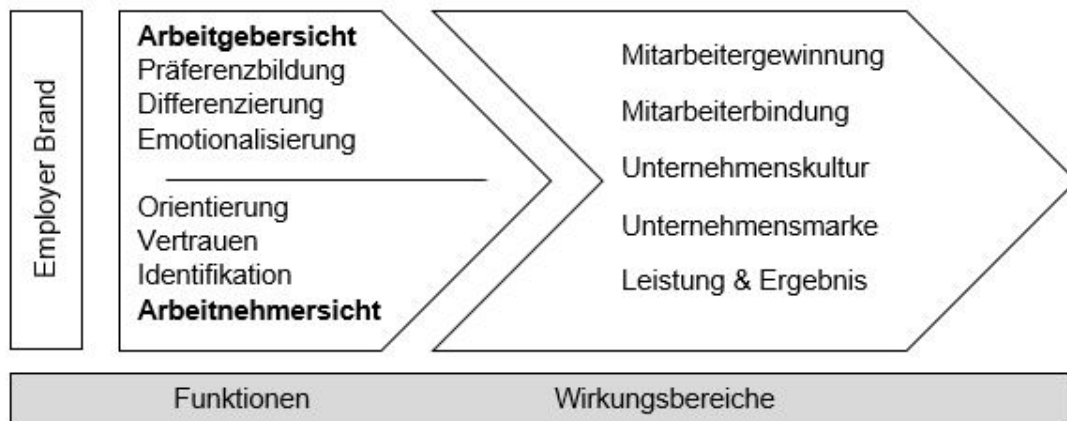 Employer Brand
Arbeitgebersicht
Präferenzbildung
Differenzierung
Emotionalisierung
Orientierung
Vertrauen
Identifikation
Arbeitnehmersicht
Mitarbeitergewinnung
Mitarbeiterbindung
Unternehmenskultur
Unternehmensmarke
Leistung & Ergebnis
Funktionen
Wirkungsbereiche